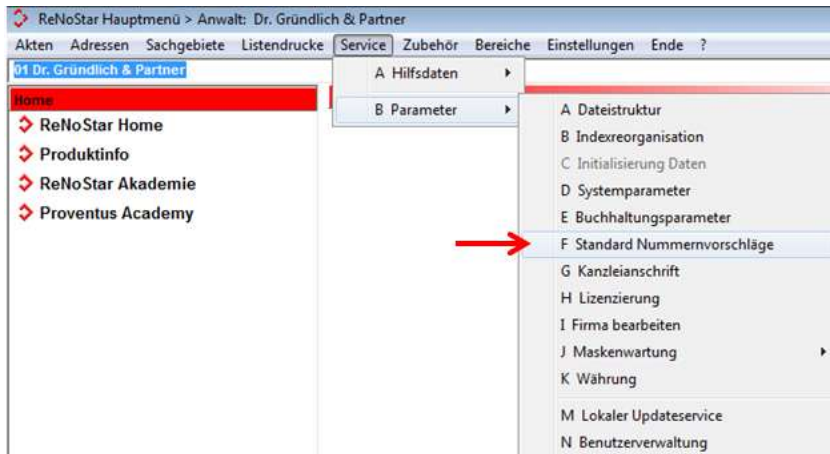 ReNoStar Hauptmenü > Anwalt: Dr. Gründlich & Partner
Akten Adressen Sachgebiete Listendrucke Service Zubehör Bereiche Einstellungen Ende ?
01 Dr. Gründlich & Partner
A Hilfsdaten
Home
B Parameter
A Dateistruktur
ReNoStar Home
B Indexreorganisation
Produktinfo
C Initialisierung Daten
ReNoStar Akademie
D Systemparameter
Proventus Academy
E Buchhaltungsparameter
F Standard Nummernvorschläge
G Kanzleianschrift
H Lizenzierung
I Firma bearbeiten
J Maskenwartung
K Währung
M Lokaler Updateservice
N Benutzerverwaltung